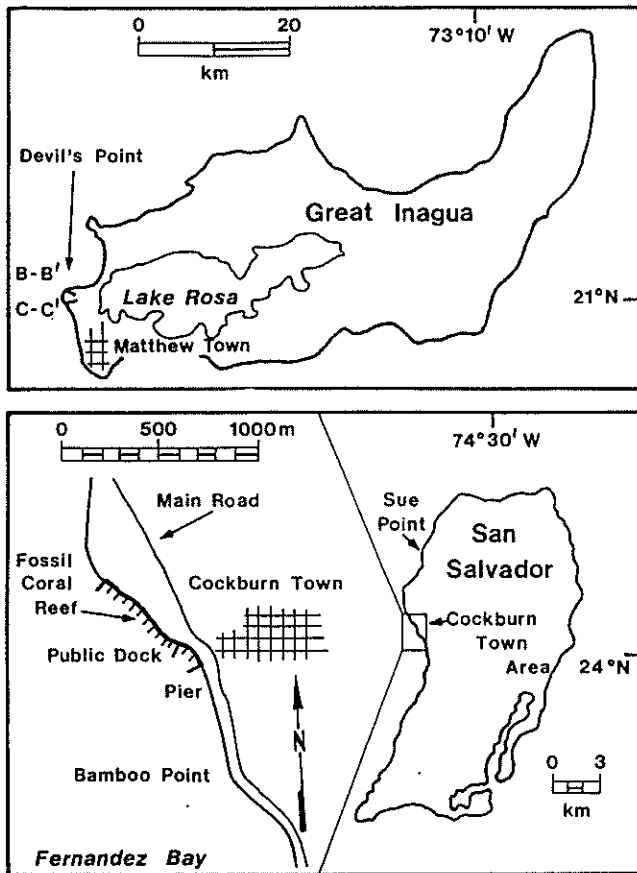 0 20
km
73°10' W
Devil's Point
Great Inagua
B-B'
C-C'
Lake Rosa
21°N
Matthew Town
0 500 1000m
74°30' W
Main Road
Sue
Point
San
Salvador
Fossil
Coral
Reef
Cockburn Town
Cockburn
Town
Area
Public Dock
24°N
Pier
N
0 3
km
Bamboo Point
Fernandez Bay